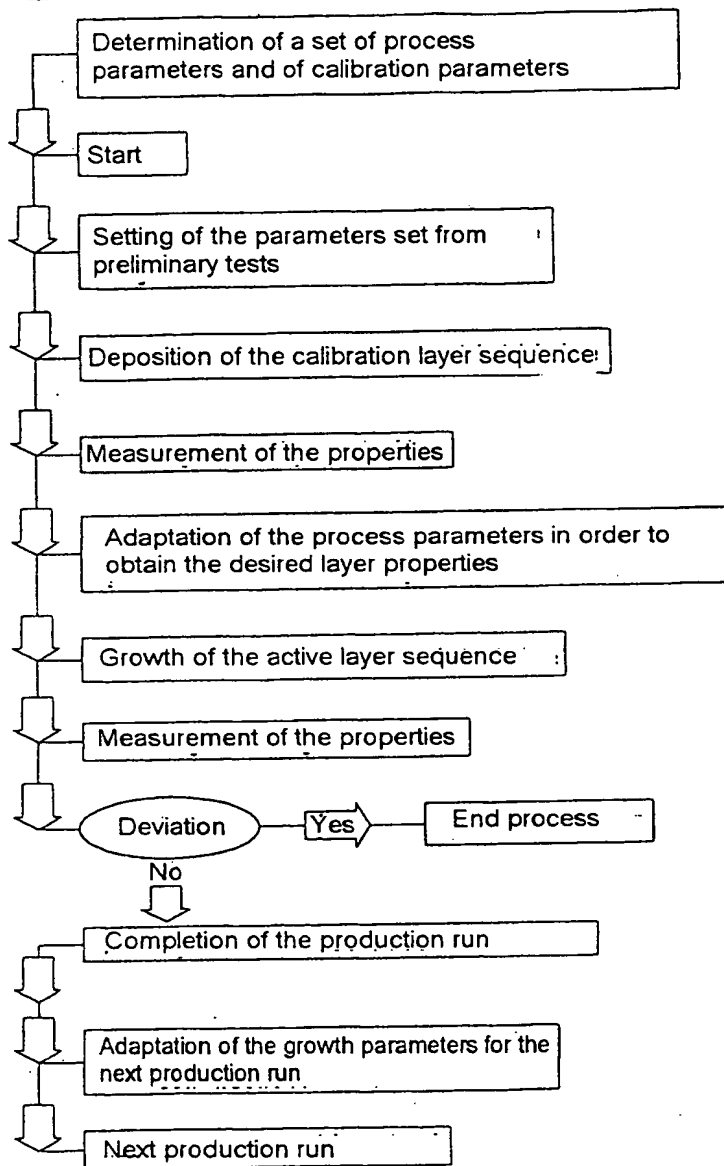 Determination of a set of process
parameters and of calibration parameters
Start
Setting of the parameters set from
preliminary tests
Deposition of the calibration layer sequence
Measurement of the properties
Adaptation of the process parameters in order to
obtain the desired layer properties
Growth of the active layer sequence
Measurement of the properties
Deviation
Yes
End process
No
Completion of the production run
Adaptation of the growth parameters for the
next production run
Next production run